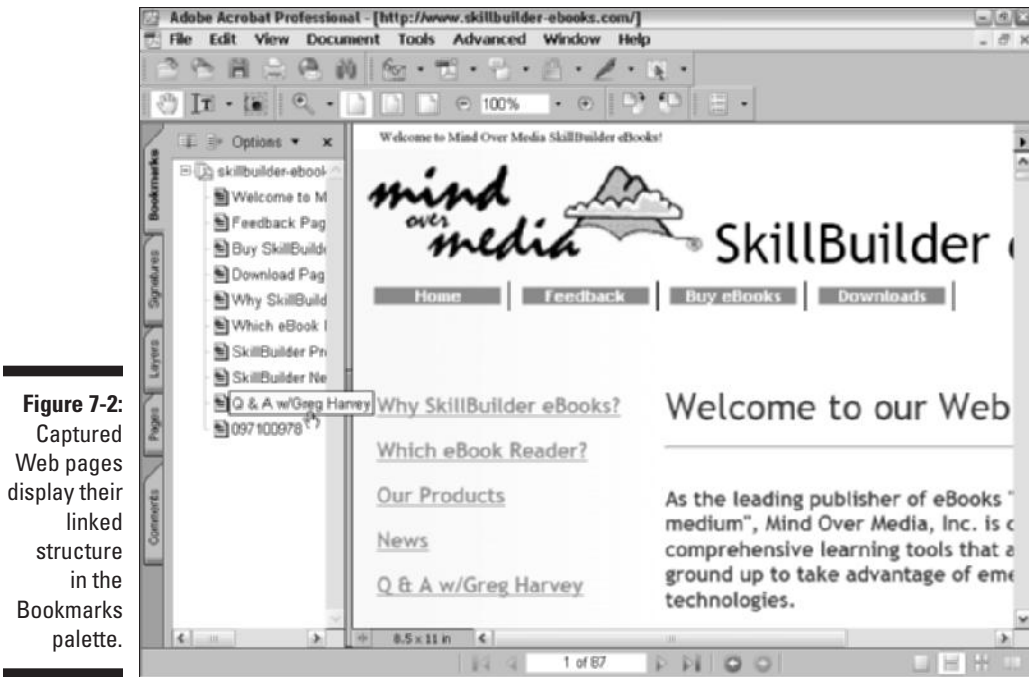 Adobe Acrobat Professional - [http://www.skillbuilder-ebooks.com/]
File Edit View Document Tools Advanced Window Help
100%
Options
Bookmarks
Signatures
Layers
Pages
Comments
skillbuilder-ebook
Welcome to M
Feedback Pag
Buy SkillBuilde
Download Pag
Why SkillBuild
Which eBook
SkillBuilder Pr
SkillBuilder Ne
Q & A w/Greg Harvey
097100978
Welcome to Mind Over Media SkillBuilder eBooks!
mind
over
media
SkillBuilder
Home Feedback Buy eBooks Downloads
Why SkillBuilder eBooks?
Which eBook Reader?
Our Products
News
Q & A w/Greg Harvey
Welcome to our Web
As the leading publisher of eBooks "
medium", Mind Over Media, Inc. is c
comprehensive learning tools that a
ground up to take advantage of eme
technologies.
8.5 x 11 in
1 of 87
Figure 7-2:
Captured
Web pages
display their
linked
structure
in the
Bookmarks
palette.